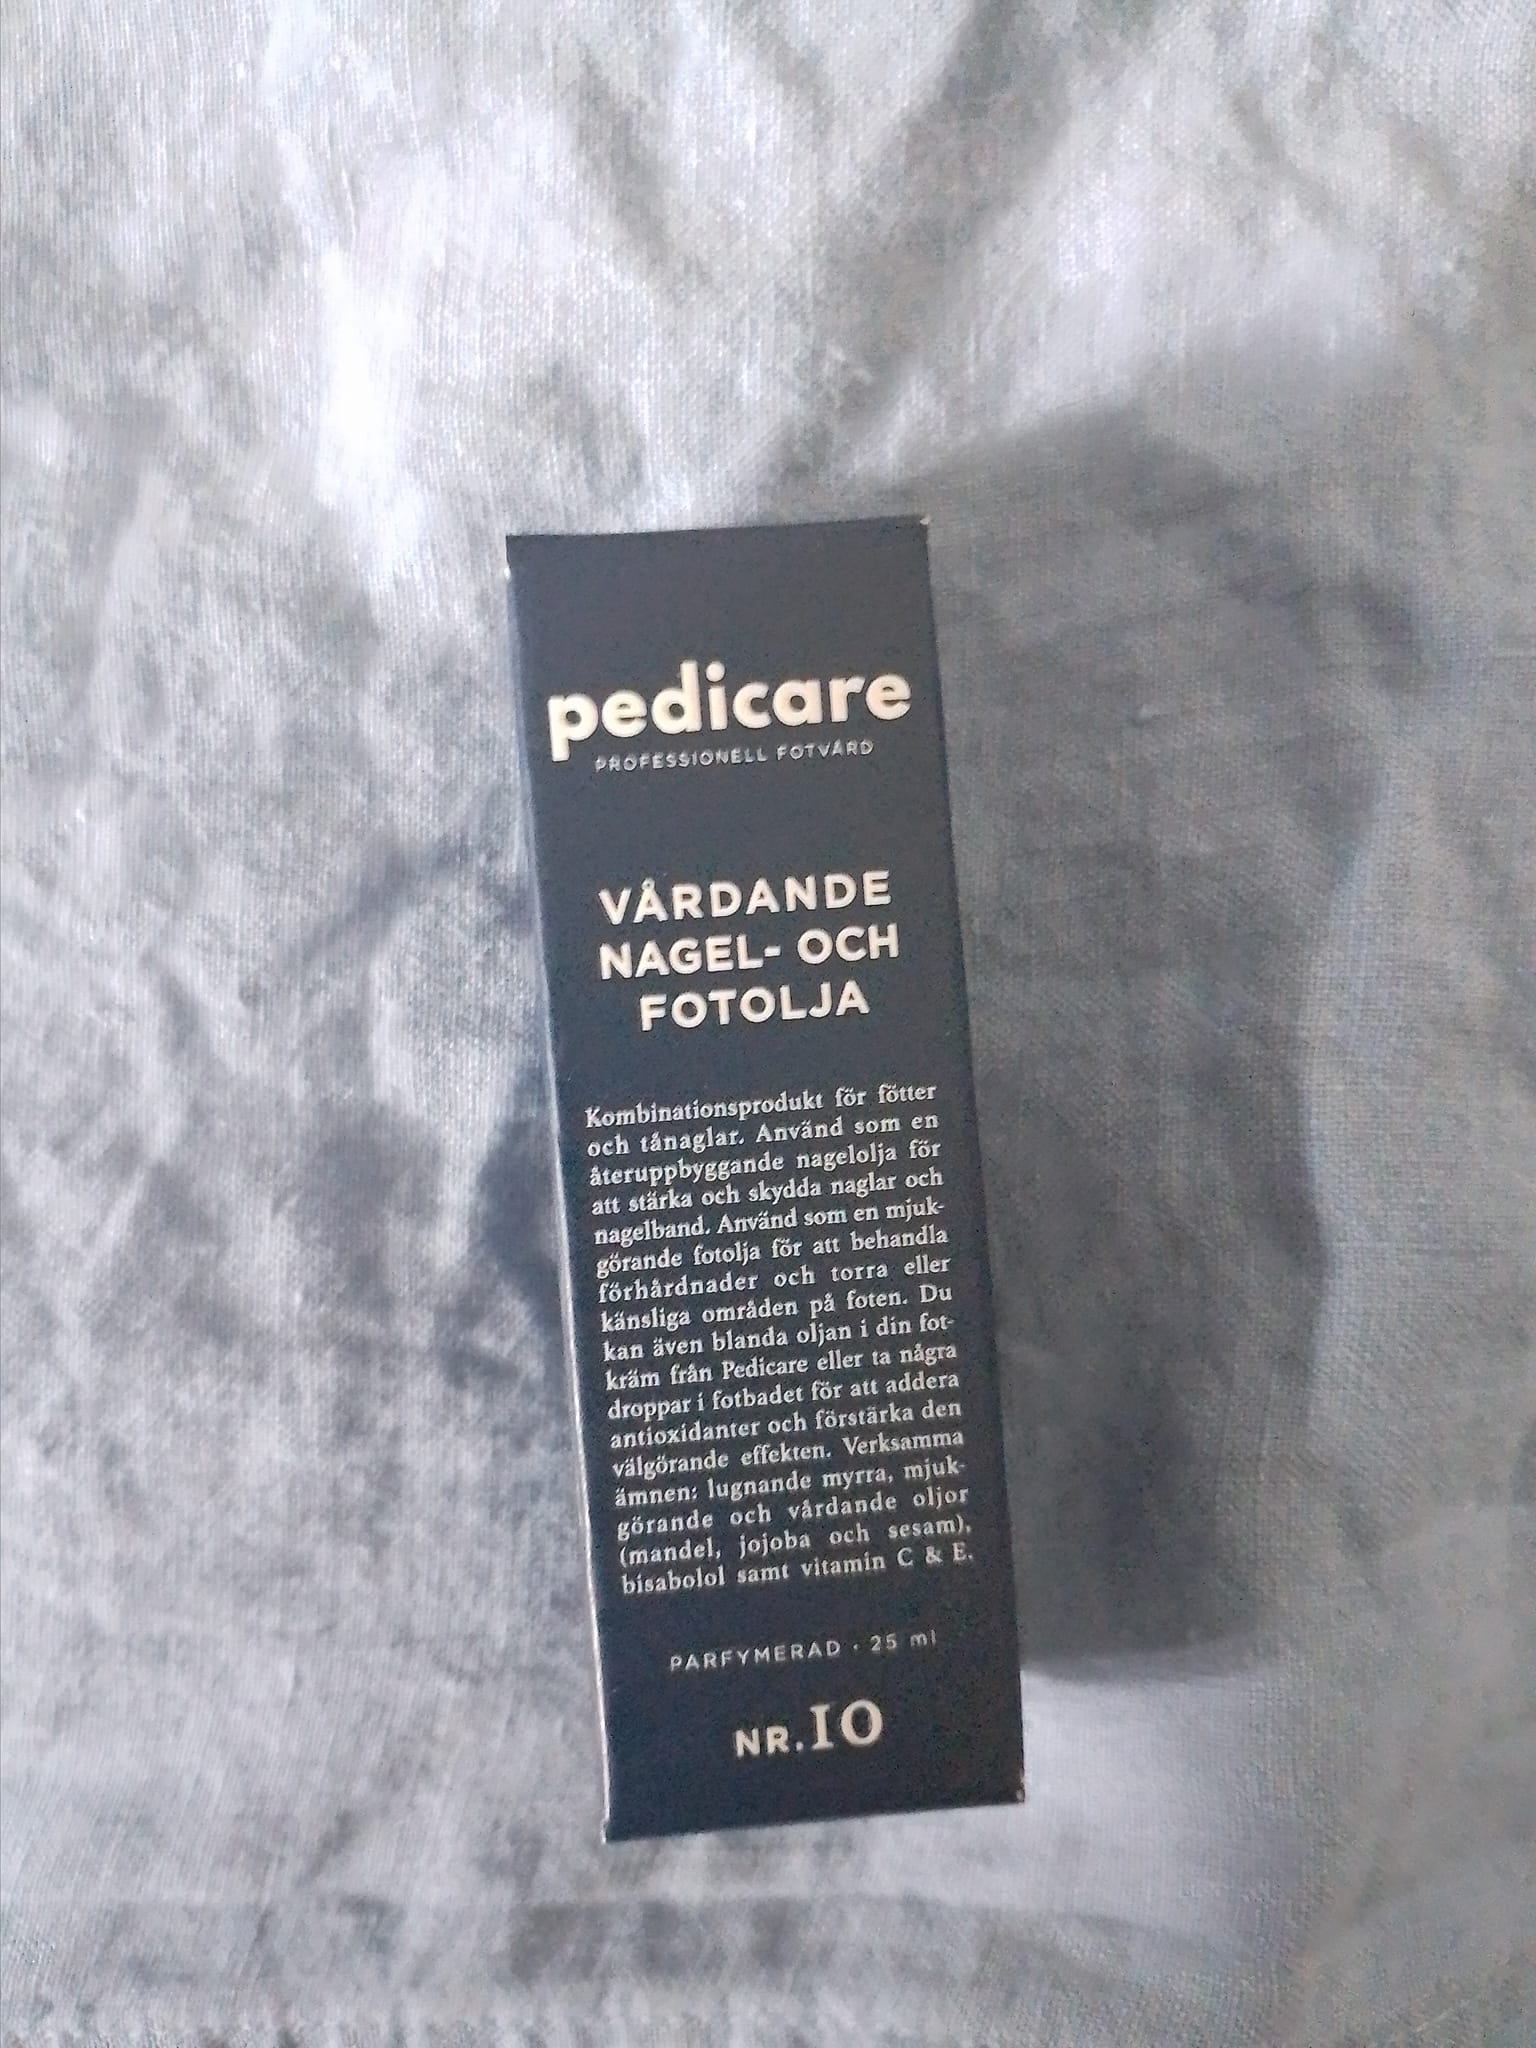 pedicare
PROFESSIONELL FOTVÅRD
VÅRDANDE
NAGEL- OCH
FOTOLJA
Kombinationsprodukt för fötter
och tånaglar. Använd som en
återuppbyggande nagelolja för
att stärka och skydda naglar och
nagelband. Använd som en mjuk-
görande fotolja för att behandla
förhårdnader och torra eller
känsliga områden på foten. Du
kan även blanda oljan i din fot-
kräm från Pedicare eller ta några
droppar i fotbadet för att addera
antioxidanter och förstärka den
välgörande effekten. Verksamma
ämnen: lugnande myrra, mjuk-
görande och vårdande oljor
(mandel, jojoba och sesam),
bisabolol samt vitamin C & E.
PARFYMERAD · 25 ml
NR.10